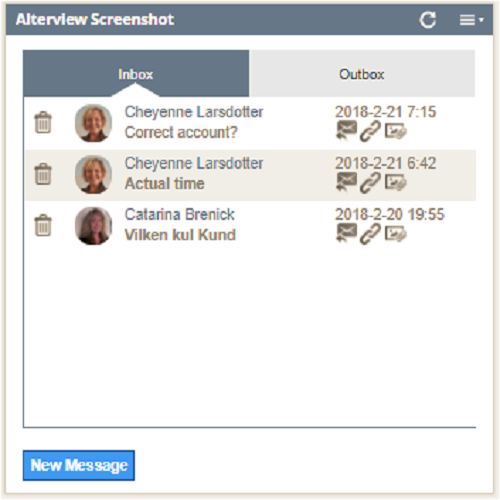 Alterview Screenshot
Inbox
Outbox
Cheyenne Larsdotter 2018-2-21 7:15
Correct account?
Cheyenne Larsdotter 2018-2-21 6:42
Actual time
Catarina Brenick 2018-2-20 19:55
Vilken kul Kund
New Message